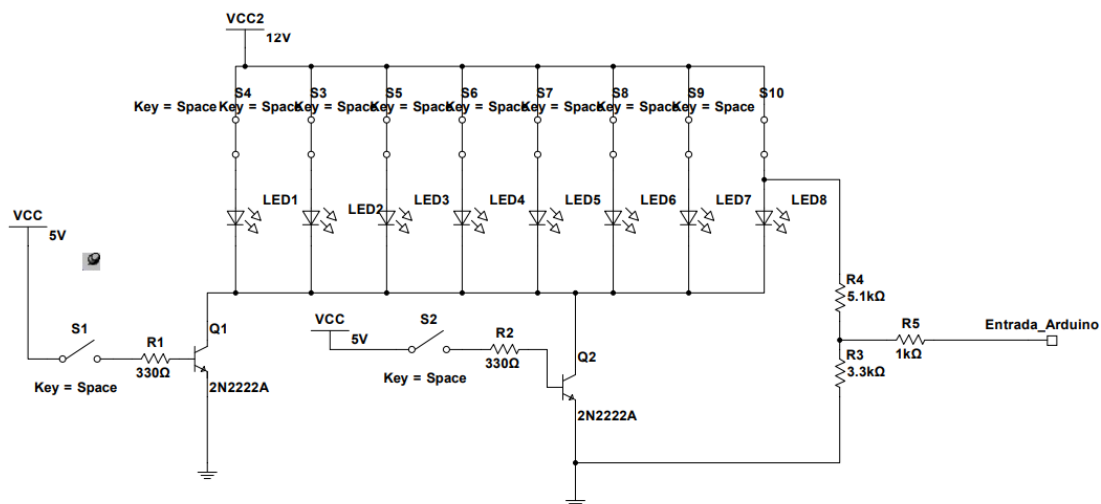 VCC2
12V
S4 S3 S5 S6 S7 S8 S9 S10
Key = Space Key = Space Key = Space Key = Space Key = Space Key = Space Key = Space
LED1 LED2 LED3 LED4 LED5 LED6 LED7 LED8
VCC
5V
R4
5.1kΩ
S1
R1
330Ω
Key = Space
Q1
2N2222A
VCC
5V
S2
Key = Space
R2
330Ω
Q2
2N2222A
R5
1kΩ
Entrada_Arduino
R3
3.3kΩ